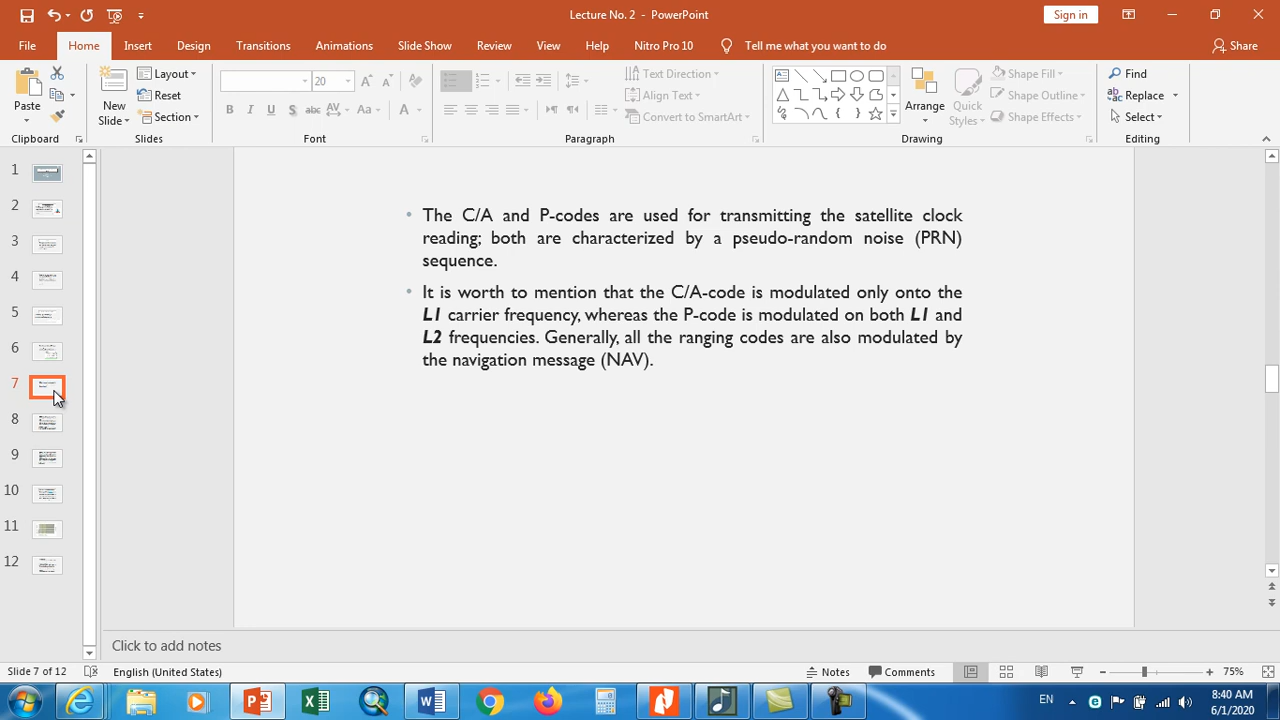 Lecture No. 2 - PowerPoint
Sign in
File Home Insert Design Transitions Animations Slide Show Review View Help Nitro Pro 10 Tell me what you want to do Share
Paste
Clipboard
New Slide
Layout
Reset
Section
Slides
20
B I U S abc AV Aa A
Font
Text Direction
Align Text
Convert to SmartArt
Paragraph
Arrange
Quick Styles
Shape Fill
Shape Outline
Shape Effects
Drawing
Find
Replace
Select
Editing
1
2
3
4
5
6
7
8
9
10
11
12
• The C/A and P-codes are used for transmitting the satellite clock
reading; both are characterized by a pseudo-random noise (PRN)
sequence.
• It is worth to mention that the C/A-code is modulated only onto the
L1 carrier frequency, whereas the P-code is modulated on both L1 and
L2 frequencies. Generally, all the ranging codes are also modulated by
the navigation message (NAV).
Click to add notes
Slide 7 of 12 English (United States) Notes Comments 75%
EN 8:40 AM
6/1/2020